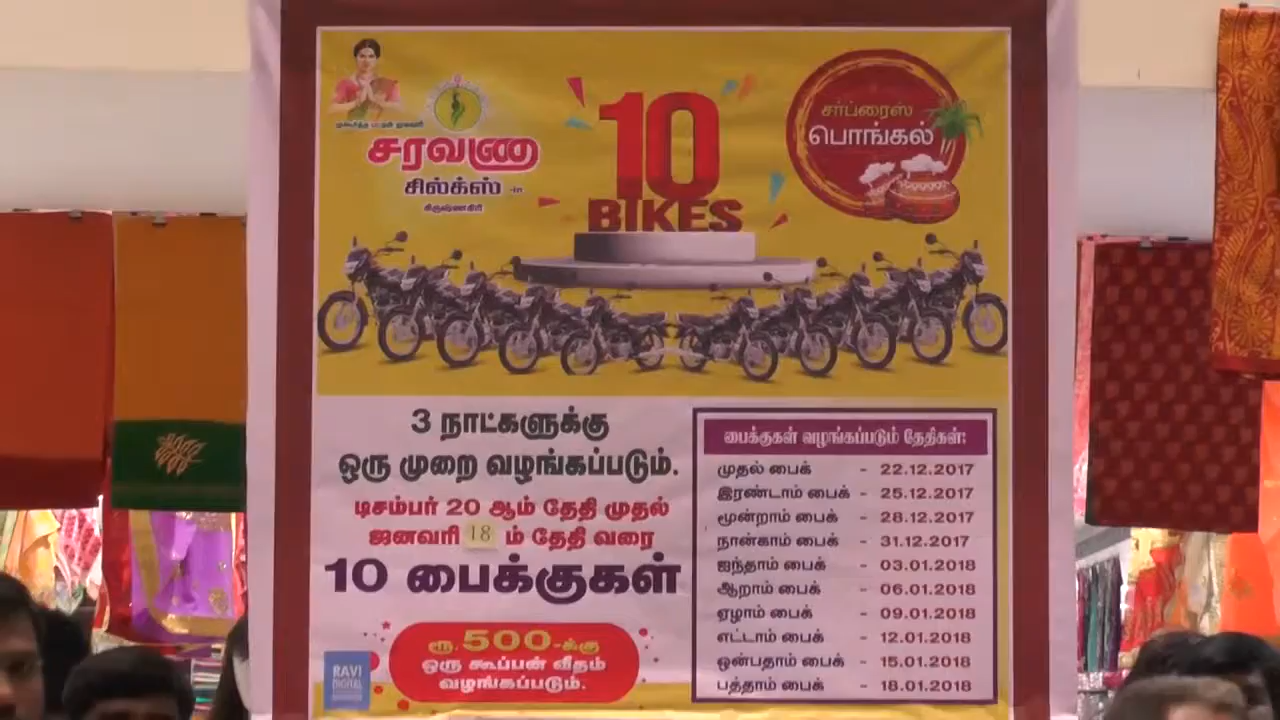 சரவணா
சில்க்ஸ் -in
கிருஷ்ணகிரி
10
BIKES
சர்ப்ரைஸ்
பொங்கல்
3 நாட்களுக்கு
ஒரு முறை வழங்கப்படும்.
டிசம்பர் 20 ஆம் தேதி முதல்
ஜனவரி 18 ம் தேதி வரை
10 பைக்குகள்
ரூ.500-க்கு
ஒரு கூப்பன் வீதம்
வழங்கப்படும்.
RAVI
DIGITAL
பைக்குகள் வழங்கப்படும் தேதிகள்:
முதல் பைக் - 22.12.2017
இரண்டாம் பைக் - 25.12.2017
மூன்றாம் பைக் - 28.12.2017
நான்காம் பைக் - 31.12.2017
ஐந்தாம் பைக் - 03.01.2018
ஆறாம் பைக் - 06.01.2018
ஏழாம் பைக் - 09.01.2018
எட்டாம் பைக் - 12.01.2018
ஒன்பதாம் பைக் - 15.01.2018
பத்தாம் பைக் - 18.01.2018